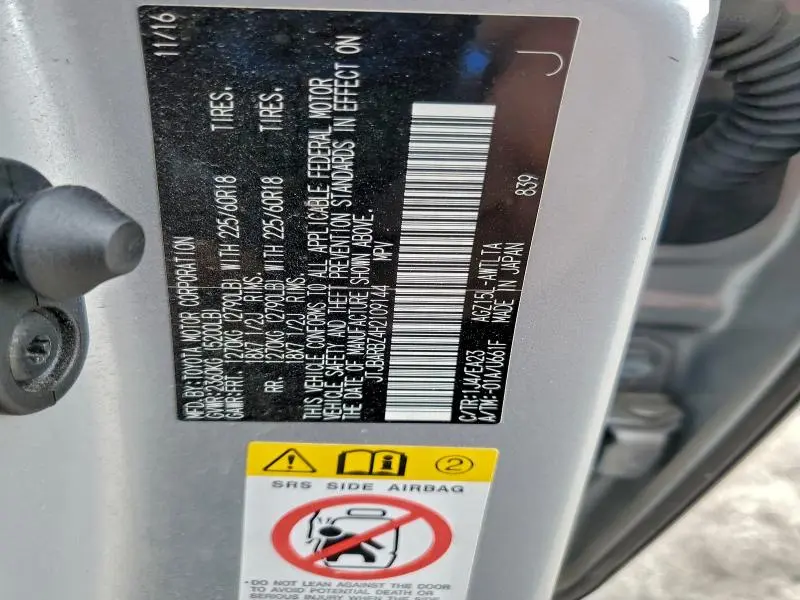 MFD. BY: TOYOTA MOTOR CORPORATION 11/16
GVWR: 2360KG (5200LB)
GAWR: FRT. 1270KG (2790LB) WITH 225/60R18 TIRES.
18X7 1/2J RIMS.
RR. 1270KG (2790LB) WITH 225/60R18 TIRES.
18X7 1/2J RIMS.
THIS VEHICLE CONFORMS TO ALL APPLICABLE FEDERAL MOTOR
VEHICLE SAFETY AND THEFT PREVENTION STANDARDS IN EFFECT ON
THE DATE OF MANUFACTURE SHOWN ABOVE.
JTJBARBZ4H2109144 MPV
C/TR: 1J4/EA23 AGZ15L-AWTLTA 839
A/TM: -01A/U661F MADE IN JAPAN
J
2
SRS SIDE AIRBAG
- DO NOT LEAN AGAINST THE DOOR
TO AVOID POTENTIAL DEATH OR
SERIOUS INJURY WHEN THE SIDE